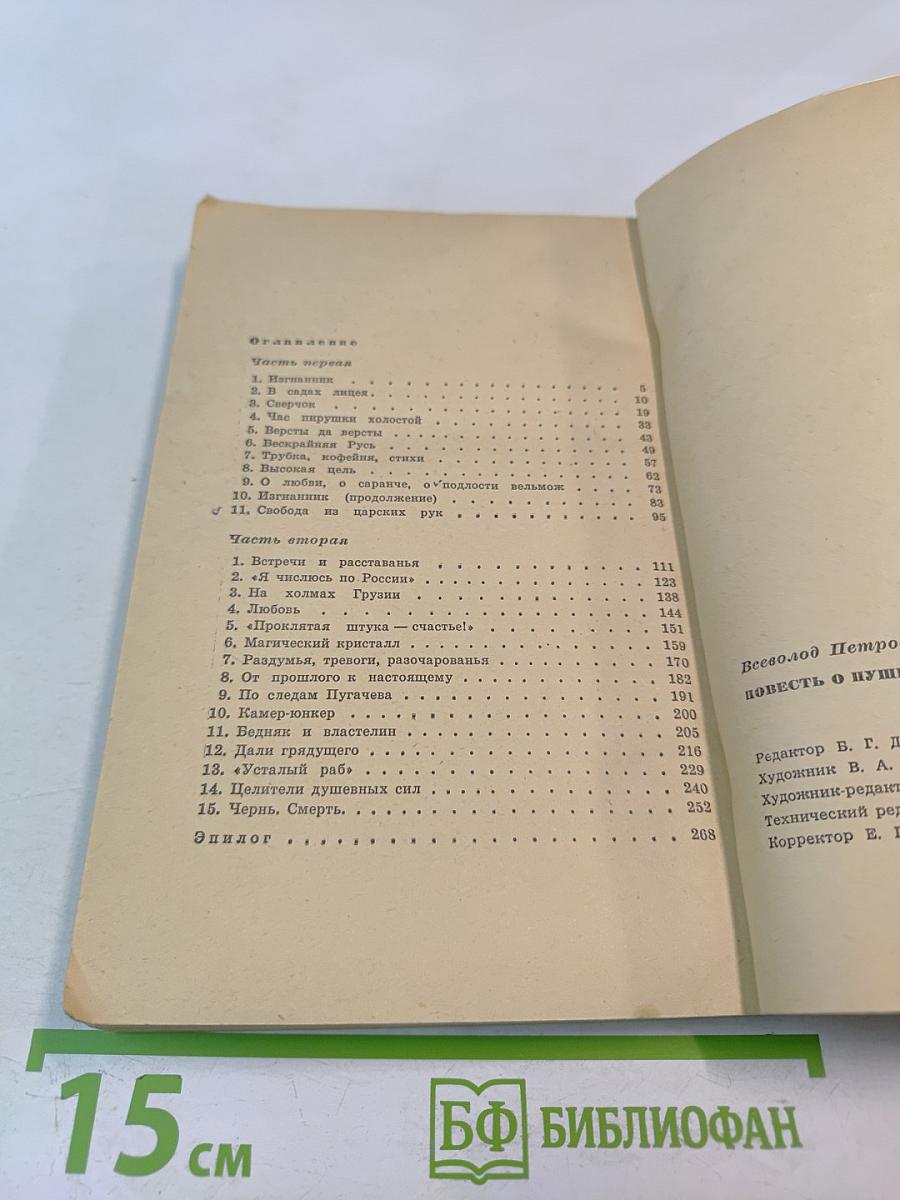 Оглавление
Часть первая
1. Изгнанник . . . . . . . . . . . . . . 5
2. В садах лицея. . . . . . . . . . . . . 10
3. Сверчок . . . . . . . . . . . . . . 19
4. Час пирушки холостой . . . . . . . . . . 33
5. Версты да версты . . . . . . . . . . . . 43
6. Бескрайняя Русь . . . . . . . . . . . . 49
7. Трубка, кофейня, стихи . . . . . . . . . . 57
8. Высокая цель . . . . . . . . . . . . . 62
9. О любви, о саранче, о подлости вельмож . . . . 73
10. Изгнанник (продолжение) . . . . . . . . . . 83
11. Свобода из царских рук . . . . . . . . . . 95
Часть вторая
1. Встречи и расставанья . . . . . . . . . . 111
2. «Я числюсь по России» . . . . . . . . . . . 123
3. На холмах Грузии . . . . . . . . . . . . 138
4. Любовь . . . . . . . . . . . . . . . 144
5. «Проклятая штука — счастье!» . . . . . . . . 151
6. Магический кристалл . . . . . . . . . . . 159
7. Раздумья, тревоги, разочарованья . . . . . . . . 170
8. От прошлого к настоящему . . . . . . . . . . 182
9. По следам Пугачева . . . . . . . . . . . . 191
10. Камер-юнкер . . . . . . . . . . . . . . 200
11. Бедняк и властелин . . . . . . . . . . . . 205
12. Дали грядущего . . . . . . . . . . . . . 216
13. «Усталый раб» . . . . . . . . . . . . . . 229
14. Целители душевных сил . . . . . . . . . . . 240
15. Чернь. Смерть. . . . . . . . . . . . . . . 252
Эпилог . . . . . . . . . . . . . . . . 268
Всеволод Петро
ПОВЕСТЬ О ПУШ
Редактор В. Г. Д
Художник В. А.
Художник-редакт
Технический ред
Корректор Е.
15 см
БФ БИБЛИОФАН